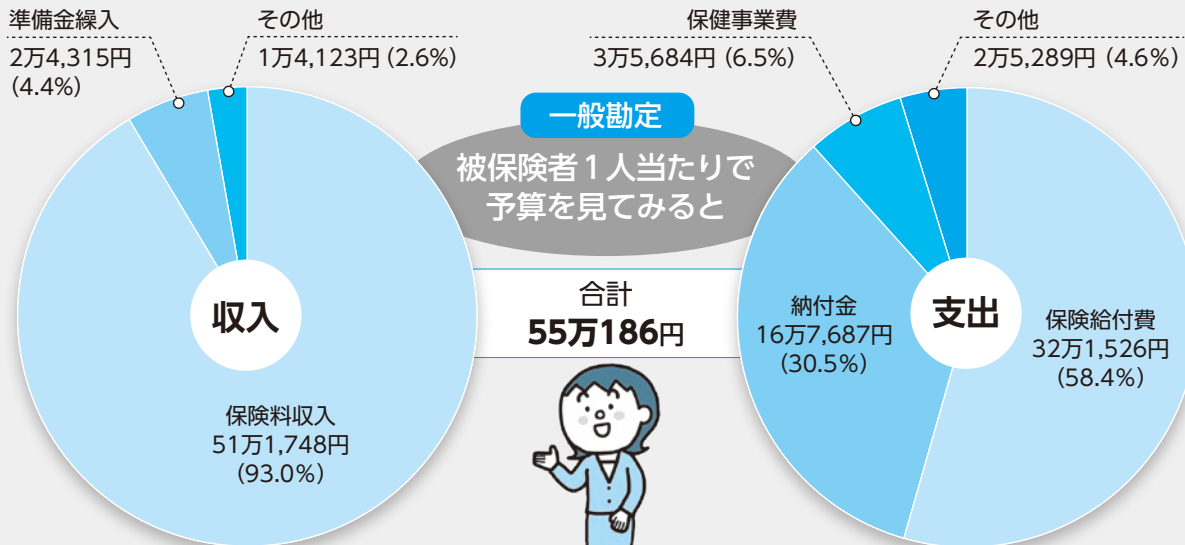 準備金繰入
2万4,315円
(4.4%)
その他
1万4,123円 (2.6%)
収入
保険料収入
51万1,748円
(93.0%)
一般勘定
被保険者1人当たりで
予算を見てみると
合計
55万186円
保健事業費
3万5,684円 (6.5%)
その他
2万5,289円 (4.6%)
納付金
16万7,687円
(30.5%)
支出
保険給付費
32万1,526円
(58.4%)